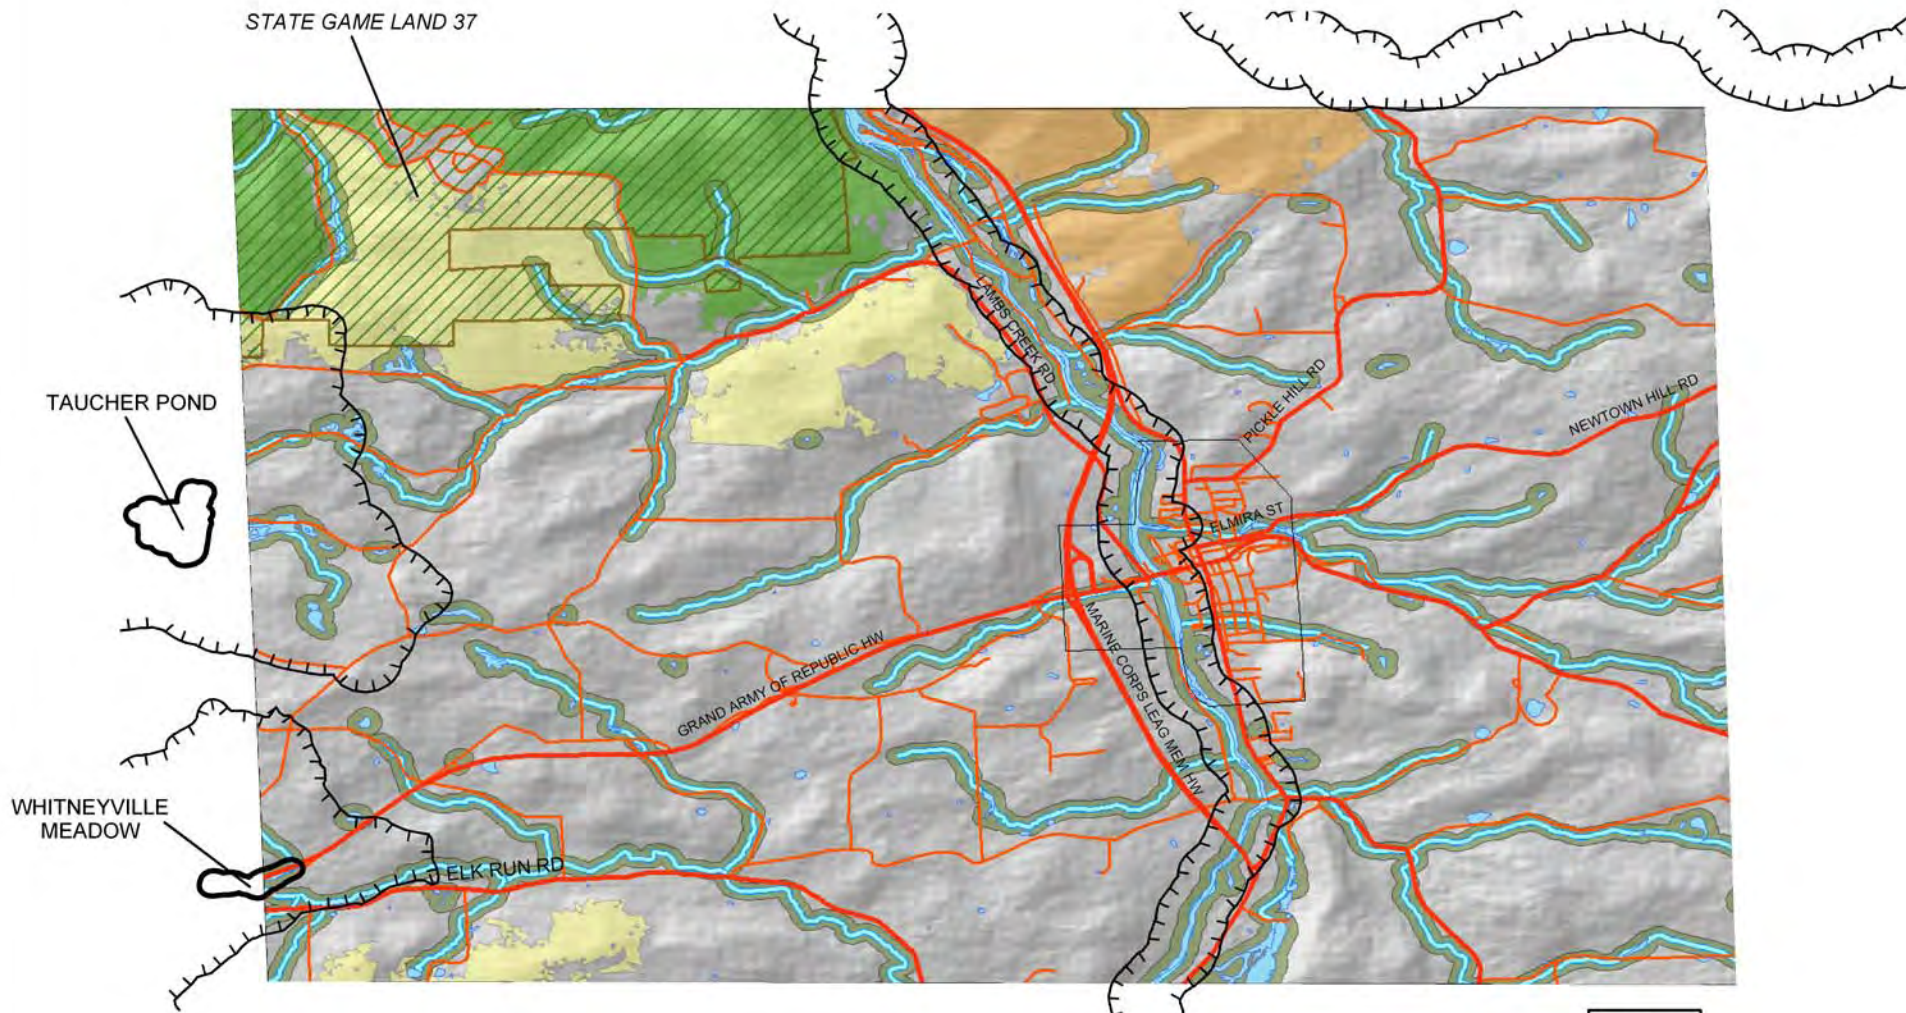 STATE GAME LAND 37
LAMBS CREEK RD
PICKLE HILL RD
NEWTOWN HILL RD
TAUCHER POND
ELMIRA ST
GRAND ARMY OF REPUBLIC HW
MARINE CORPS LEAG MEM HW
WHITNEYVILLE
MEADOW
ELK RUN RD